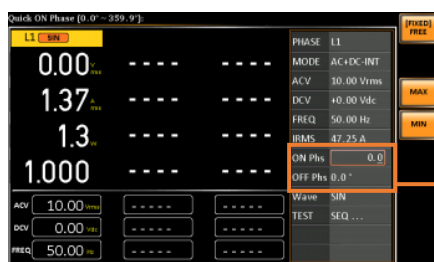 Quick ON Phase (0.0° ~ 359.9°):
[FIXED]
FREE
L1 SIN
0.00 V rms
1.37 A rms
1.3 W
1.000
- - - - - - - -
- - - - - - - -
- - - - - - - -
- - - - - - - -
ACV 10.00 Vrms - - - - - - - - - -
DCV 0.00 Vdc - - - - - - - - - -
FREQ 50.00 Hz - - - - - - - - - -
PHASE L1
MODE AC+DC-INT
ACV 10.00 Vrms
DCV +0.00 Vdc
FREQ 50.00 Hz
IRMS 47.25 A
ON Phs 0.0
OFF Phs 0.0 °
Wave SIN
TEST SEQ ...
MAX
MIN